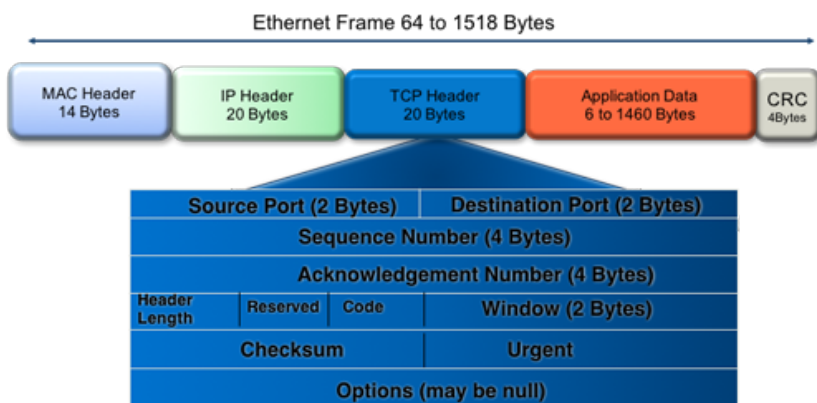 Ethernet Frame 64 to 1518 Bytes
MAC Header
14 Bytes
IP Header
20 Bytes
TCP Header
20 Bytes
Application Data
6 to 1460 Bytes
CRC
4Bytes
Source Port (2 Bytes)
Destination Port (2 Bytes)
Sequence Number (4 Bytes)
Acknowledgement Number (4 Bytes)
Header
Length
Reserved
Code
Window (2 Bytes)
Checksum
Urgent
Options (may be null)